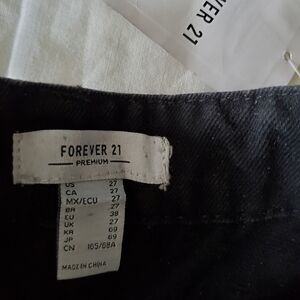 FOREVER 21
FOREVER 21
PREMIUM
US 27
CA 27
MX/ECU 27
BR 38
EU 27
UK 27
KR 69
JP 69
CN 165/68A
MADE IN CHINA